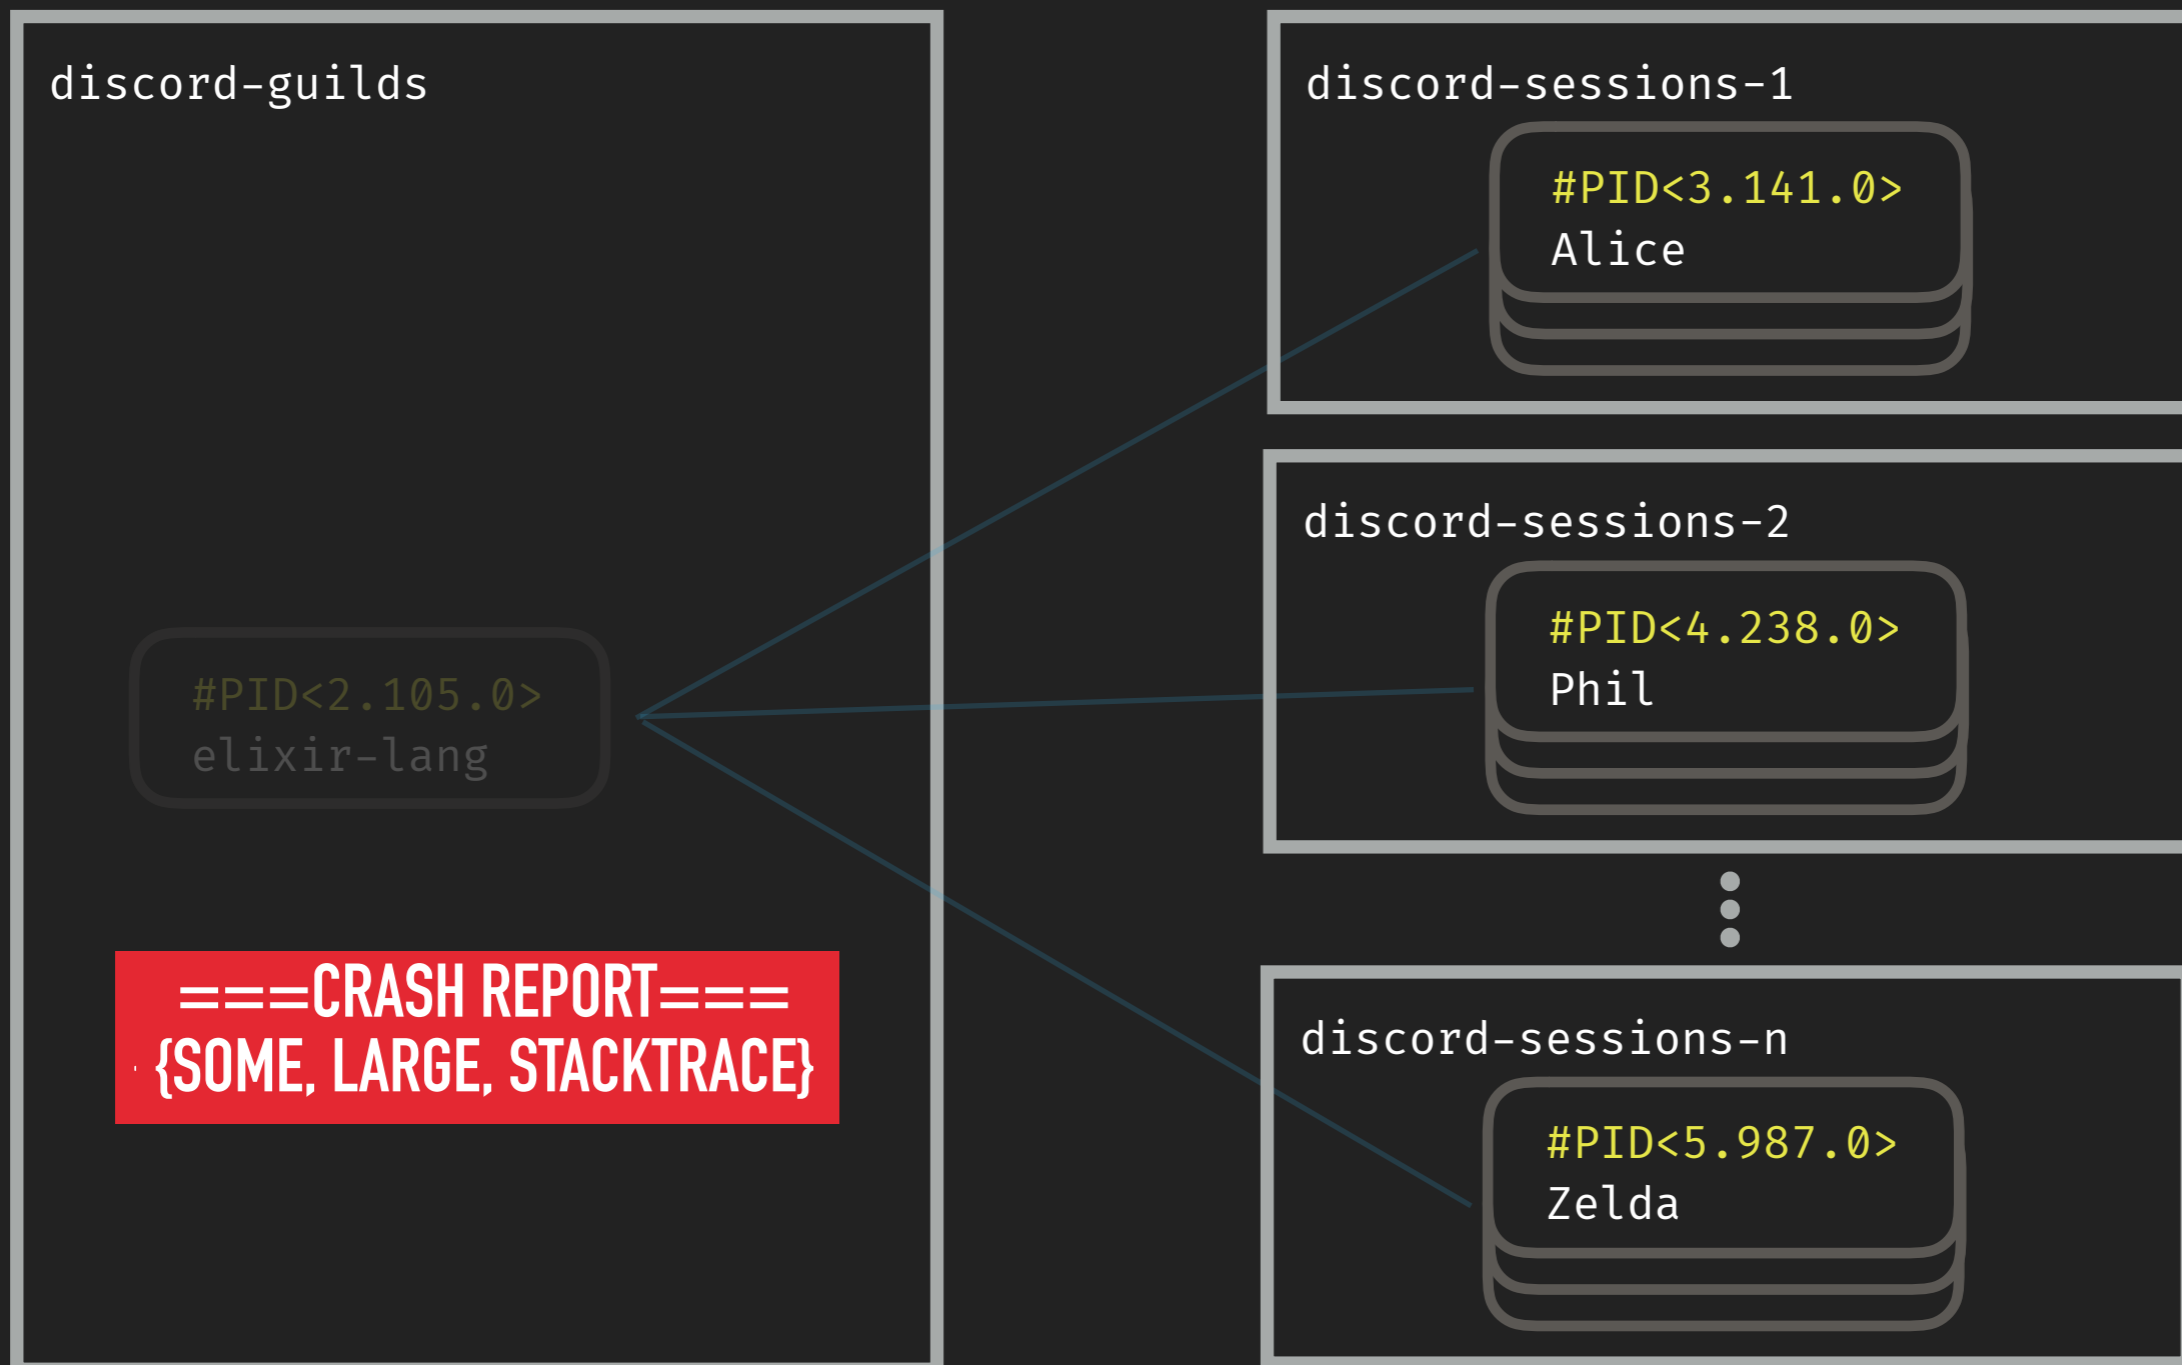 discord-guilds
#PID<2.105.0>
elixir-lang
===CRASH REPORT===
{SOME, LARGE, STACKTRACE}
discord-sessions-1
#PID<3.141.0>
Alice
discord-sessions-2
#PID<4.238.0>
Phil
discord-sessions-n
#PID<5.987.0>
Zelda